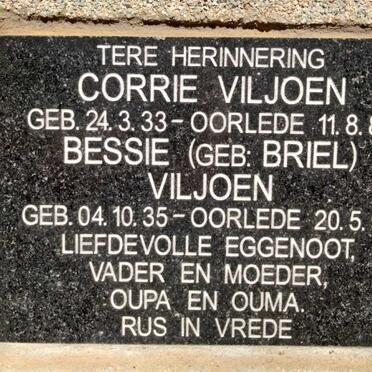 TERE HERINNERING
CORRIE VILJOEN
GEB. 24.3.33 – OORLEDE 11.8.
BESSIE (GEB: BRIEL)
VILJOEN
GEB. 04.10.35 – OORLEDE 20.5.
LIEFDEVOLLE EGGENOOT,
VADER EN MOEDER,
OUPA EN OUMA.
RUS IN VREDE